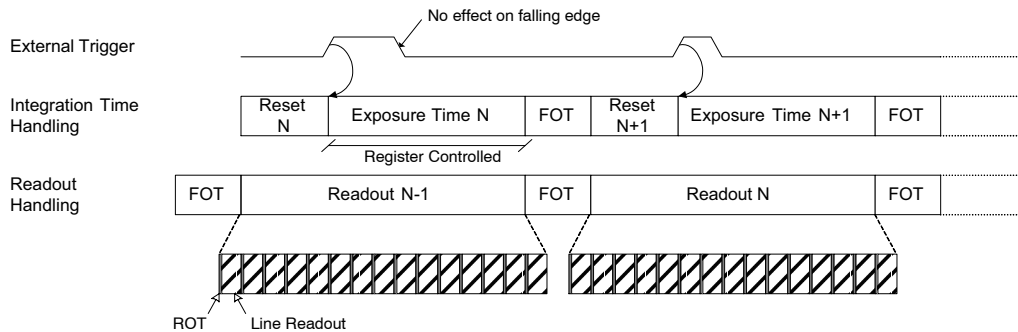 No effect on falling edge
External Trigger
Integration Time
Handling
Reset
N
Exposure Time N
FOT
Reset
N+1
Exposure Time N+1
FOT
Register Controlled
Readout
Handling
FOT
Readout N-1
FOT
Readout N
FOT
ROT
Line Readout